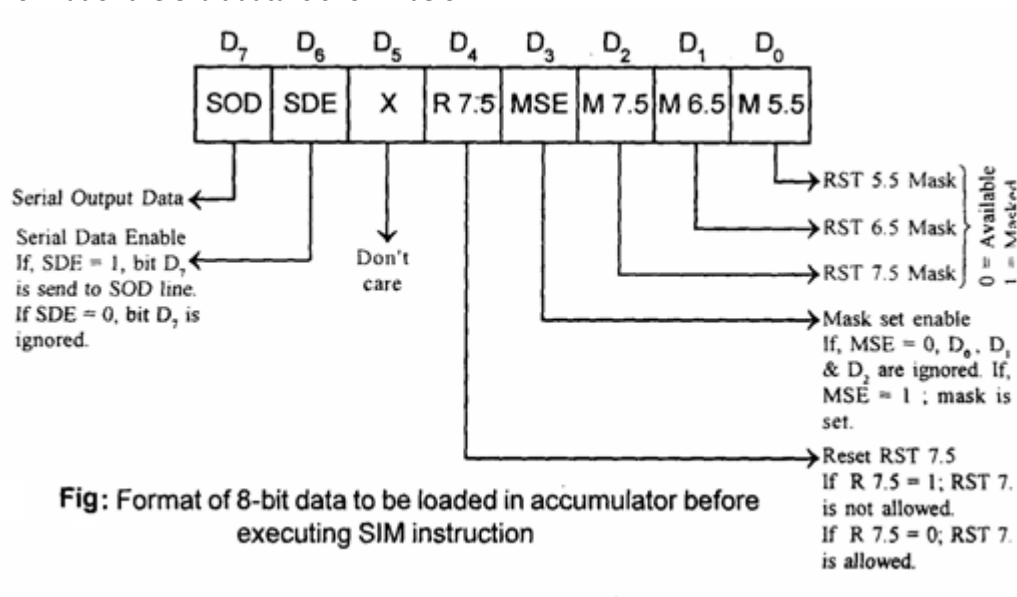 D₇ D₆ D₅ D₄ D₃ D₂ D₁ D₀
SOD SDE X R 7.5 MSE M 7.5 M 6.5 M 5.5
Serial Output Data
Serial Data Enable
If, SDE = 1, bit D₇
is send to SOD line.
If SDE = 0, bit D₇ is
ignored.
Don't
care
RST 5.5 Mask
RST 6.5 Mask
RST 7.5 Mask
0 = Available
1 = Masked
Mask set enable
If, MSE = 0, D₀, D₁
& D₂ are ignored. If,
MSE = 1 ; mask is
set.
Reset RST 7.5
If R 7.5 = 1; RST 7.
is not allowed.
If R 7.5 = 0; RST 7.
is allowed.
Fig: Format of 8-bit data to be loaded in accumulator before
executing SIM instruction